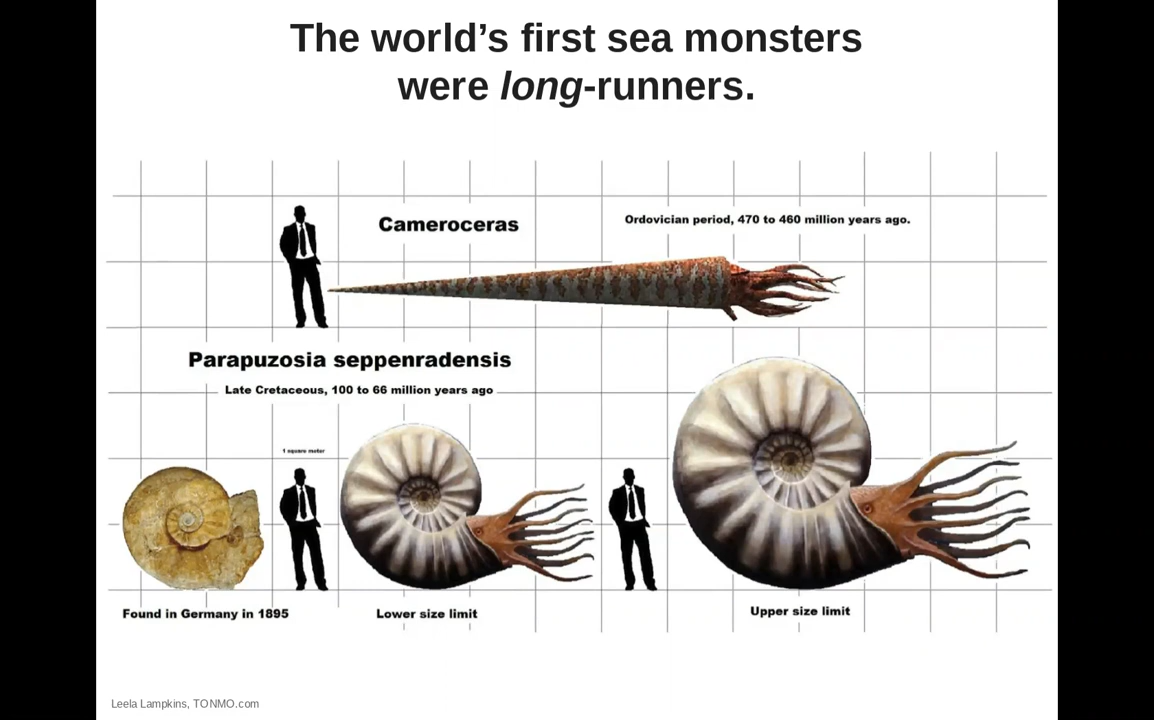 The world’s first sea monsters
were long-runners.
Cameroceras
Ordovician period, 470 to 460 million years ago.
Parapuzosia seppenradensis
Late Cretaceous, 100 to 66 million years ago
1 square meter
Found in Germany in 1895
Lower size limit
Upper size limit
Leela Lampkins, TONMO.com